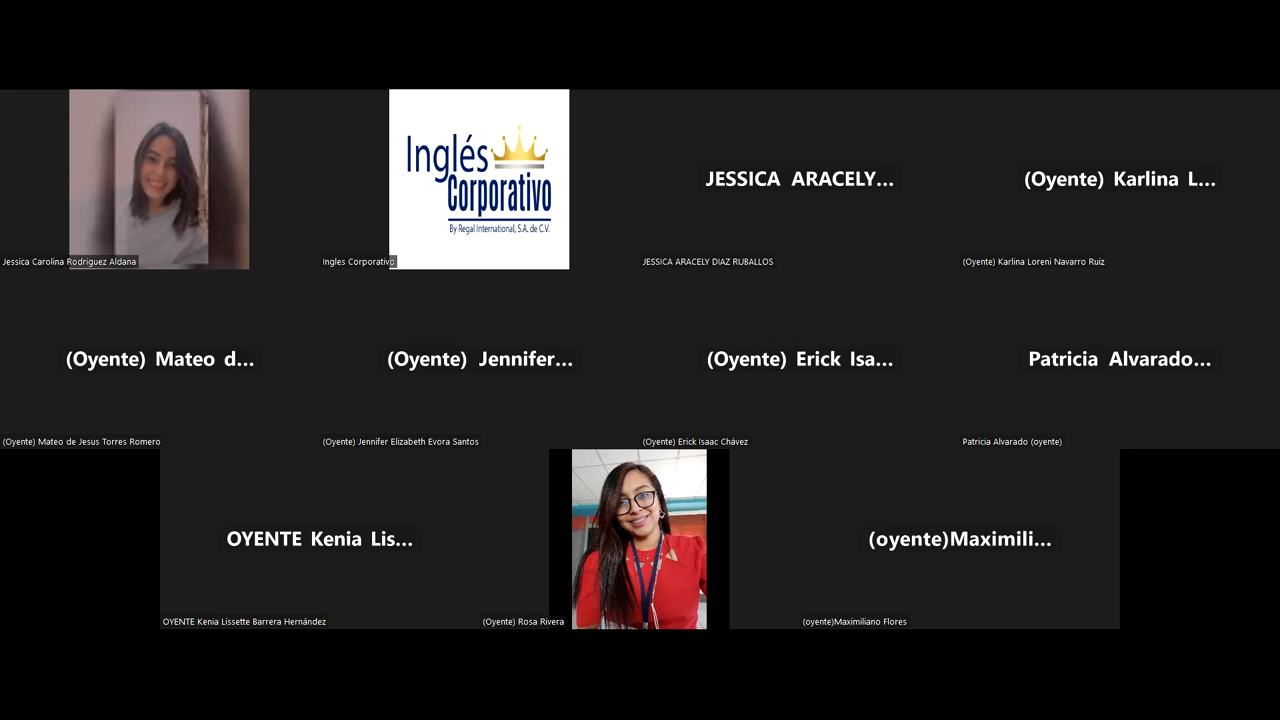 Inglés
Corporativo
By Regal International, S.A. de C.V.
JESSICA ARACELY...
(Oyente) Karlina L...
Jessica Carolina Rodriguez Aldana
Ingles Corporativo
JESSICA ARACELY DIAZ RUBALLOS
(Oyente) Karlina Loreni Navarro Ruiz
(Oyente) Mateo d...
(Oyente) Jennifer...
(Oyente) Erick Isa...
Patricia Alvarado...
(Oyente) Mateo de Jesus Torres Romero
(Oyente) Jennifer Elizabeth Evora Santos
(Oyente) Erick Isaac Chávez
Patricia Alvarado (oyente)
OYENTE Kenia Lis...
(oyente)Maximili...
OYENTE Kenia Lissette Barrera Hernández
(Oyente) Rosa Rivera
(oyente)Maximiliano Flores